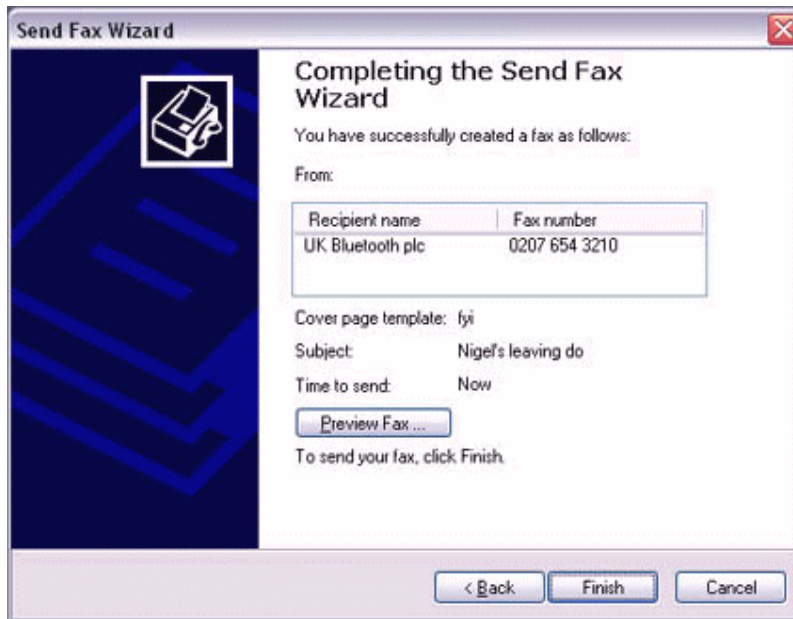 Send Fax Wizard
Completing the Send Fax
Wizard
You have successfully created a fax as follows:
From:
Recipient name Fax number
UK Bluetooth plc 0207 654 3210
Cover page template: fyi
Subject: Nigel's leaving do
Time to send: Now
Preview Fax ...
To send your fax, click Finish.
< Back Finish Cancel